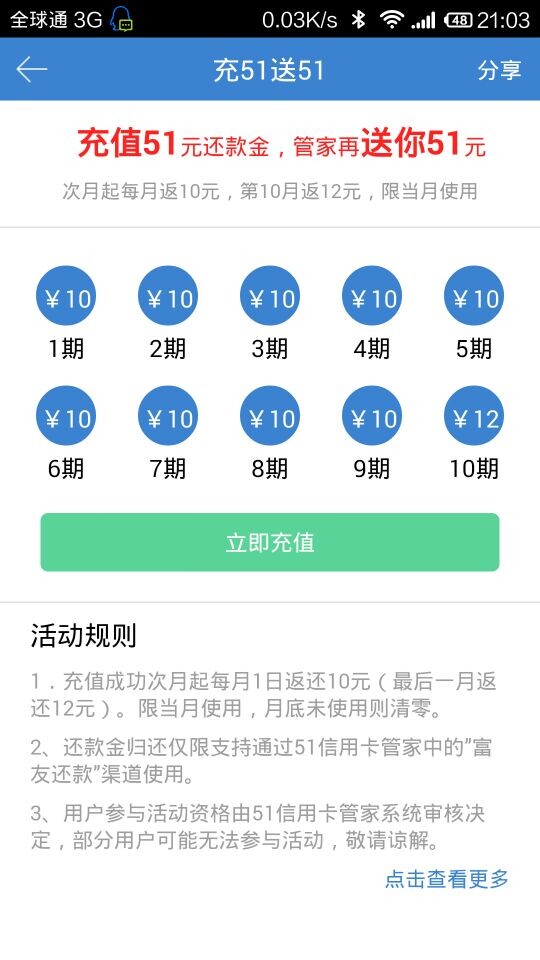 全球通 3G 0.03K/s 48 21:03
充51送51 分享
充值51元还款金，管家再送你51元
次月起每月返10元，第10月返12元，限当月使用
￥10 ￥10 ￥10 ￥10 ￥10
1期 2期 3期 4期 5期
￥10 ￥10 ￥10 ￥10 ￥12
6期 7期 8期 9期 10期
立即充值
活动规则
1．充值成功次月起每月1日返还10元（最后一月返
还12元）。限当月使用，月底未使用则清零。
2、还款金归还仅限支持通过51信用卡管家中的”富
友还款”渠道使用。
3、用户参与活动资格由51信用卡管家系统审核决
定，部分用户可能无法参与活动，敬请谅解。
点击查看更多